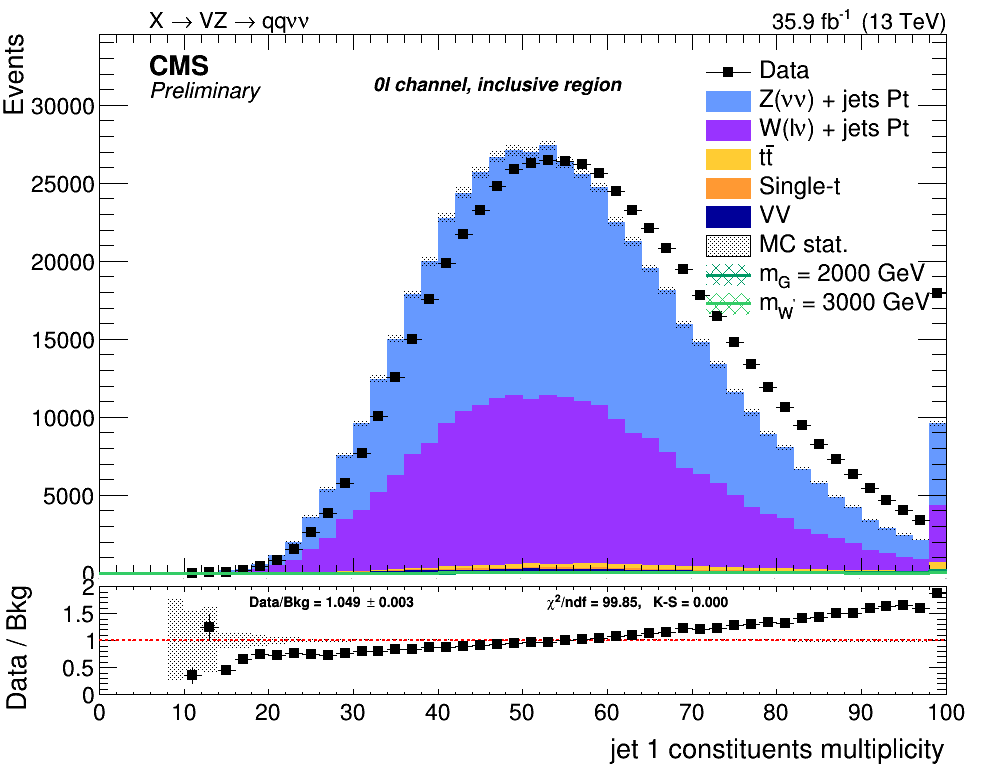 X → VZ → qqνν
35.9 fb⁻¹ (13 TeV)
Events
CMS
Preliminary
0l channel, inclusive region
Data
Z(νν) + jets Pt
W(lν) + jets Pt
tt̄
Single-t
VV
MC stat.
m_G = 2000 GeV
m_W' = 3000 GeV
30000
25000
20000
15000
10000
5000
0
Data / Bkg
2
1.5
1
0.5
0
Data/Bkg = 1.049 ± 0.003
χ²/ndf = 99.85, K-S = 0.000
0 10 20 30 40 50 60 70 80 90 100
jet 1 constituents multiplicity